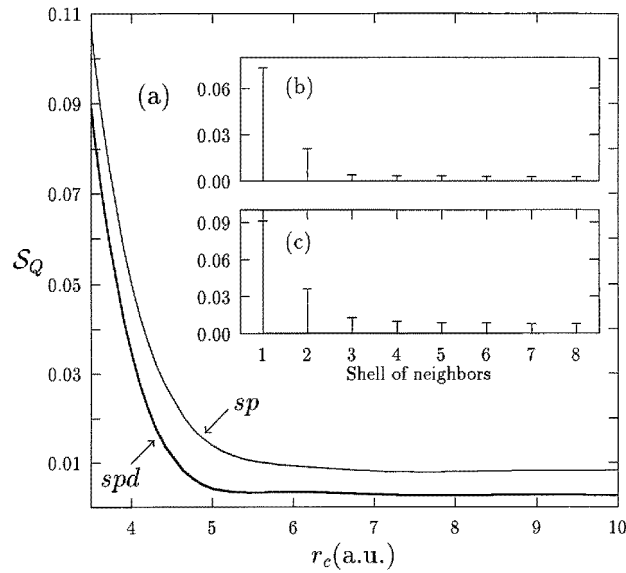 0.11
0.09
0.07
0.05
0.03
0.01
S_Q
(a)
(b)
0.06
0.03
0.00
(c)
0.09
0.06
0.03
0.00
1 2 3 4 5 6 7 8
Shell of neighbors
sp
spd
4 5 6 7 8 9 10
r_c(a.u.)